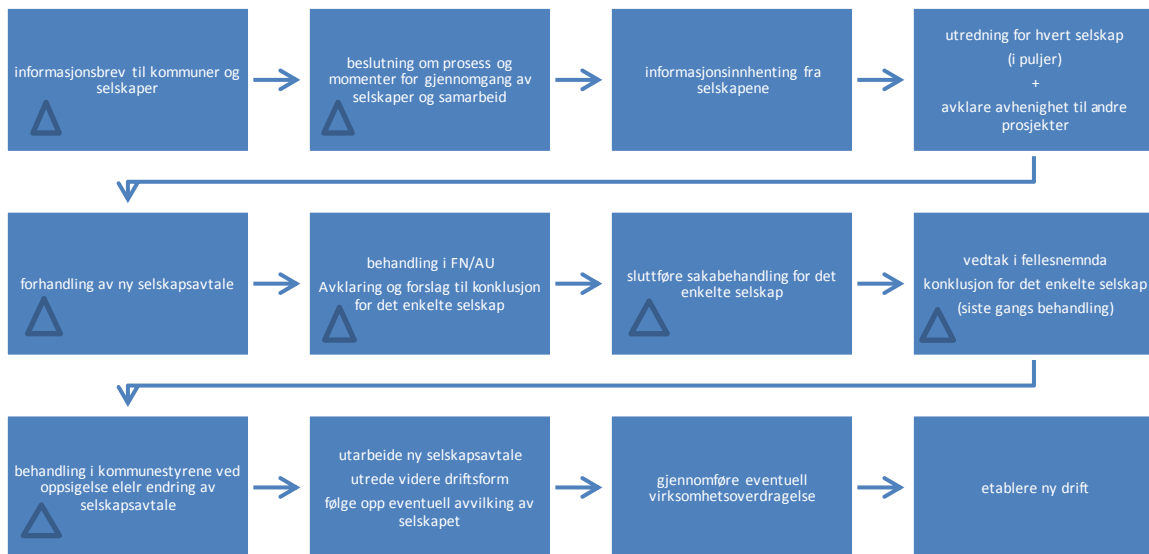 informasjonsbrev til kommuner og
selskaper
beslutning om prosess og
momenter for gjennomgang av
selskaper og samarbeid
informasjonsinnhenting fra
selskapene
utredning for hvert selskap
(i puljer)
+
avklare avhenighet til andre
prosjekter
forhandling av ny selskapsavtale
behandling i FN/AU
Avklaring og forslag til konklusjon
for det enkelte selskap
sluttføre sakabehandling for det
enkelte selskap
vedtak i fellesnemnda
konklusjon for det enkelte selskap
(siste gangs behandling)
behandling i kommunestyrene ved
oppsigelse elelr endring av
selskapsavtale
utarbeide ny selskapsavtale
utrede videre driftsform
følge opp eventuell avvilking av
selskapet
gjennomføre eventuell
virksomhetsoverdragelse
etablere ny drift